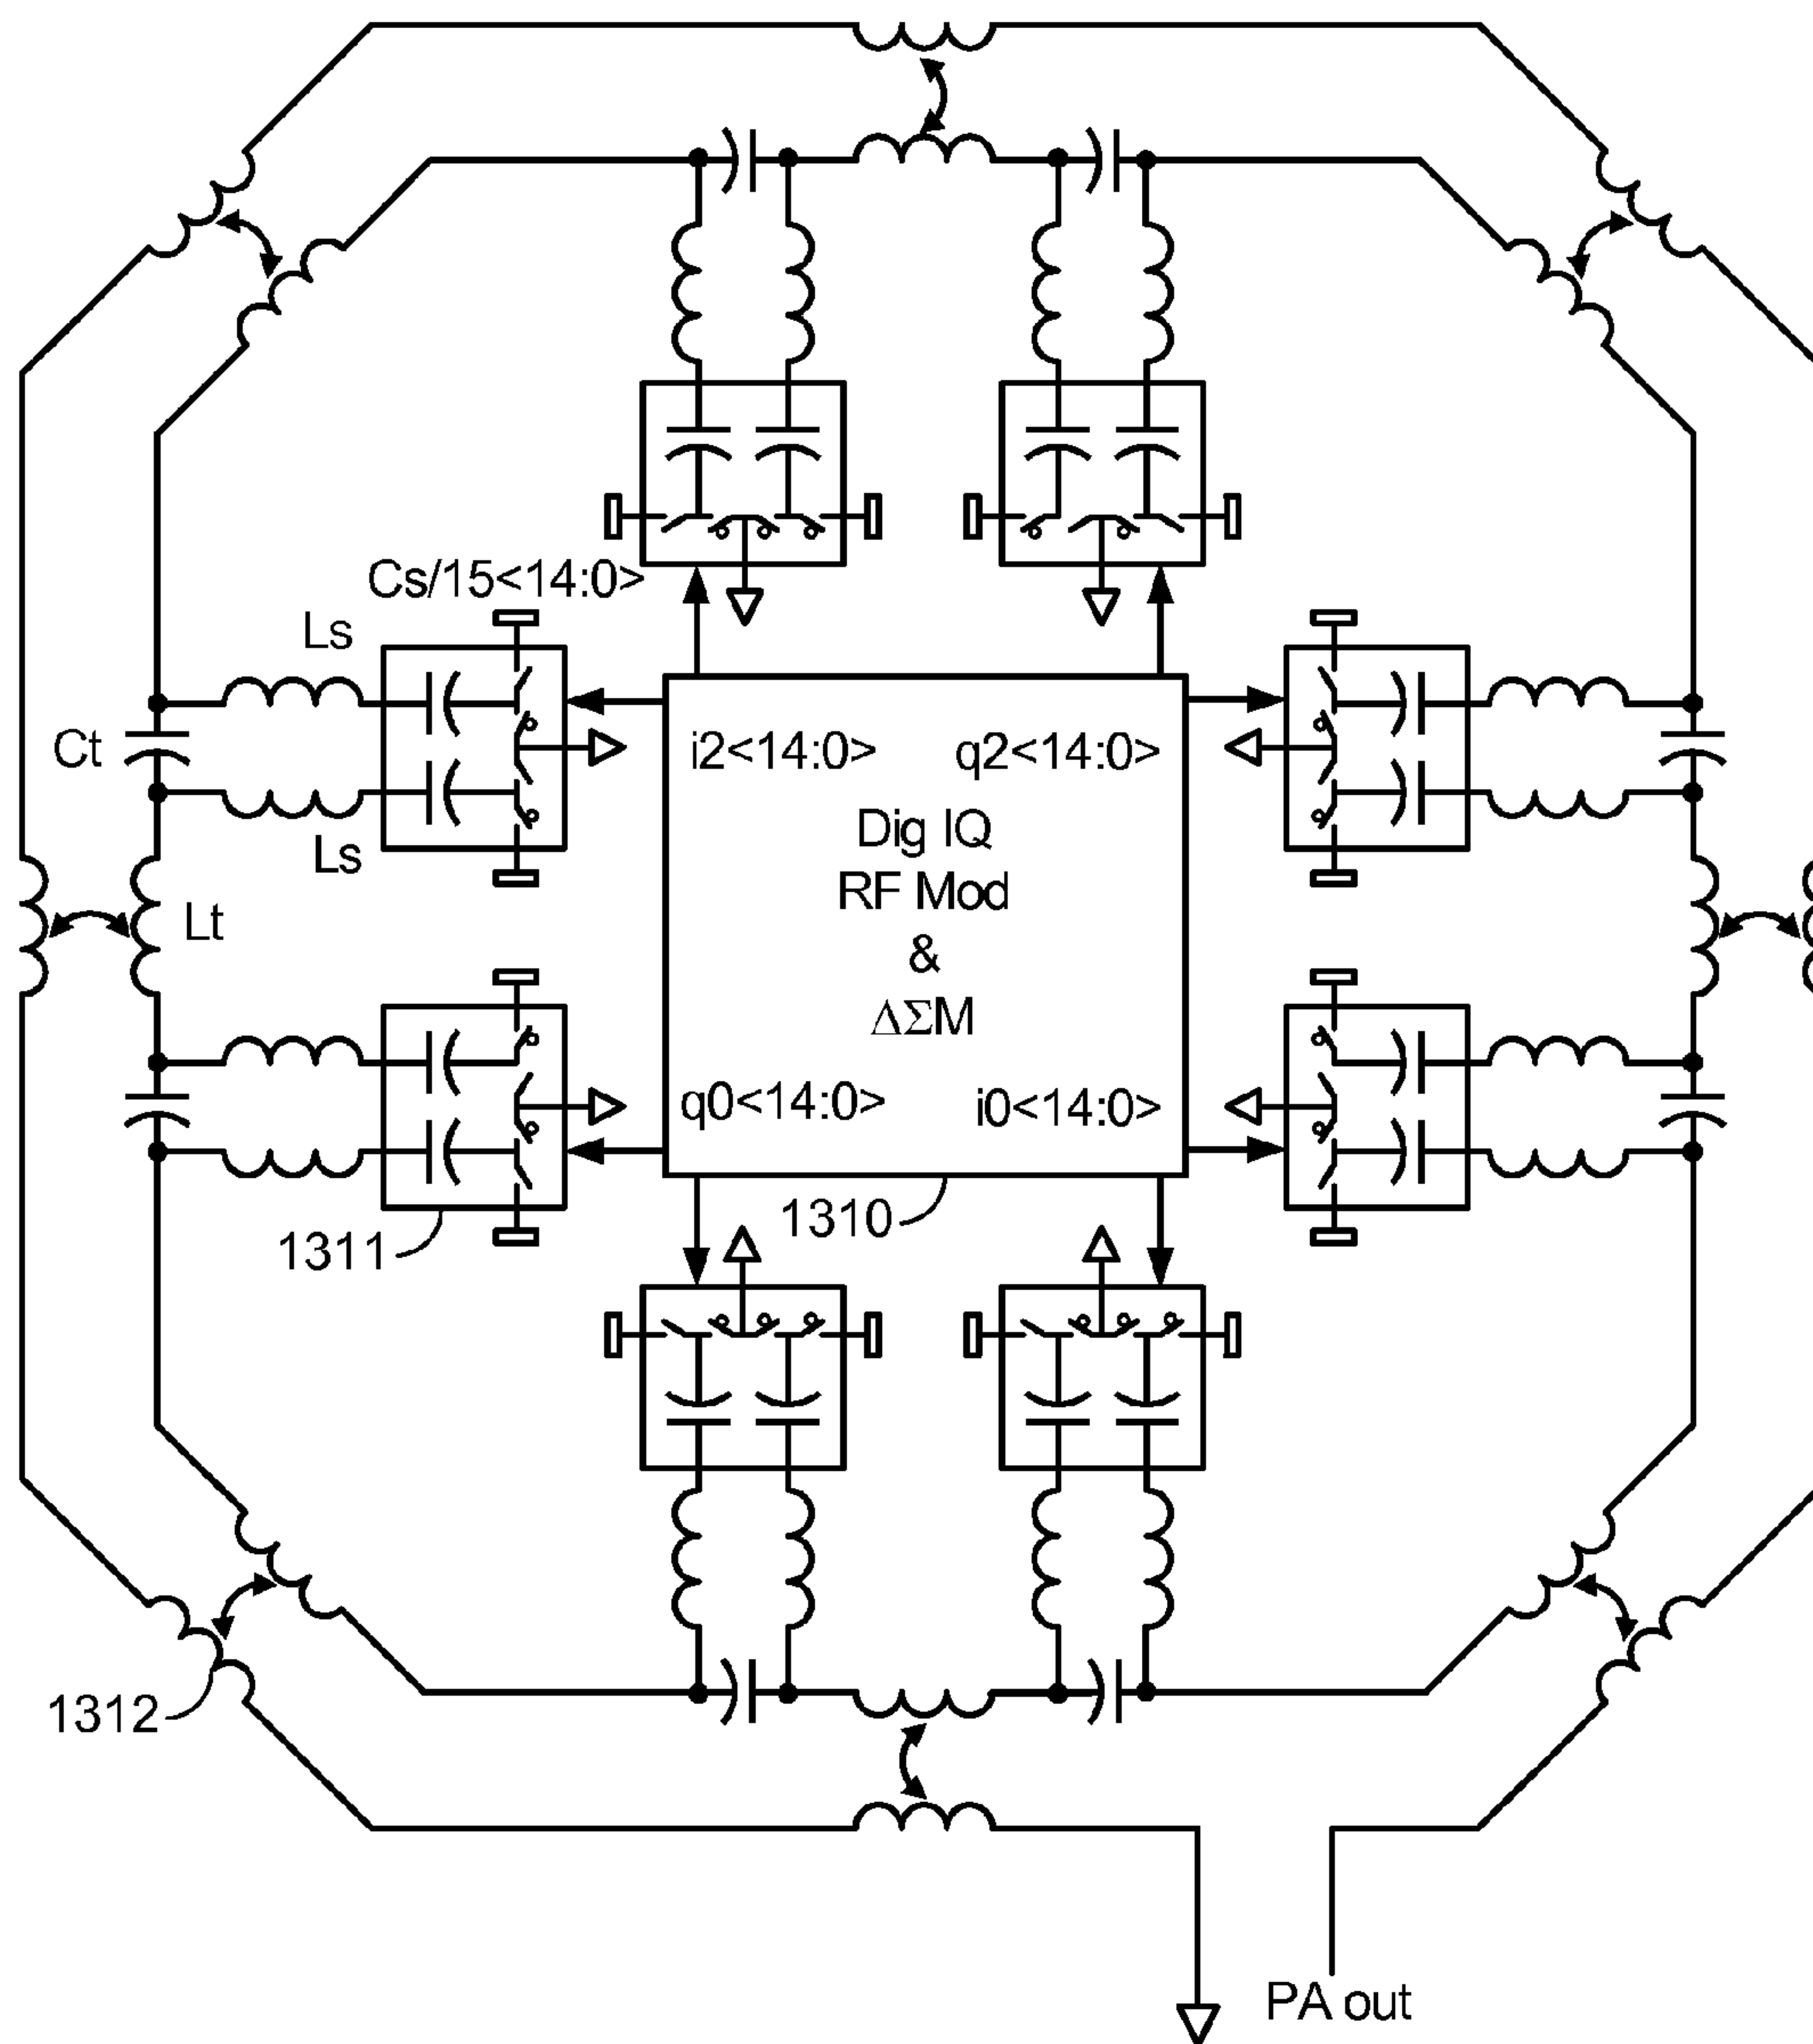 Cs/15<14:0>
Ls
Ct
i2<14:0>
q2<14:0>
Dig IQ
RF Mod
&
ΔΣM
Ls
Lt
q0<14:0>
i0<14:0>
1310
1311
1312
PA out